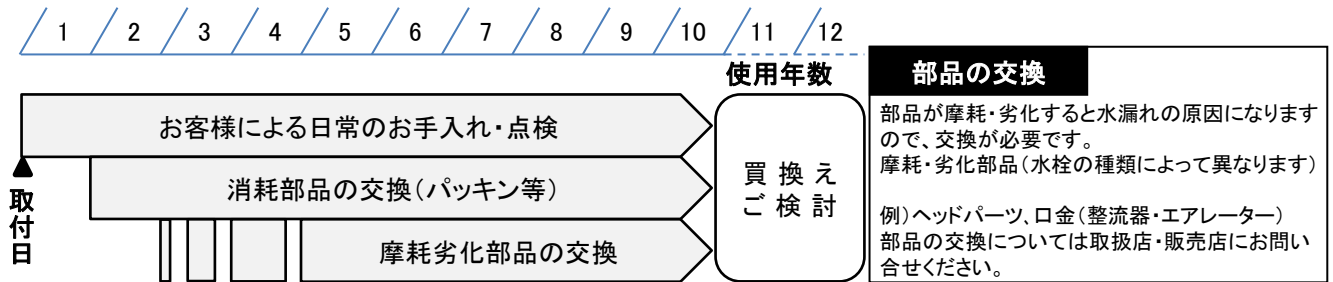 1 2 3 4 5 6 7 8 9 10 11 12
使用年数
お客様による日常のお手入れ・点検
取付日
消耗部品の交換（パッキン等）
摩耗劣化部品の交換
買換え
ご検討
部品の交換
部品が摩耗・劣化すると水漏れの原因になります
ので、交換が必要です。
摩耗・劣化部品（水栓の種類によって異なります）
例）ヘッドパーツ、口金（整流器・エアレーター）
部品の交換については取扱店・販売店にお問い
合せください。